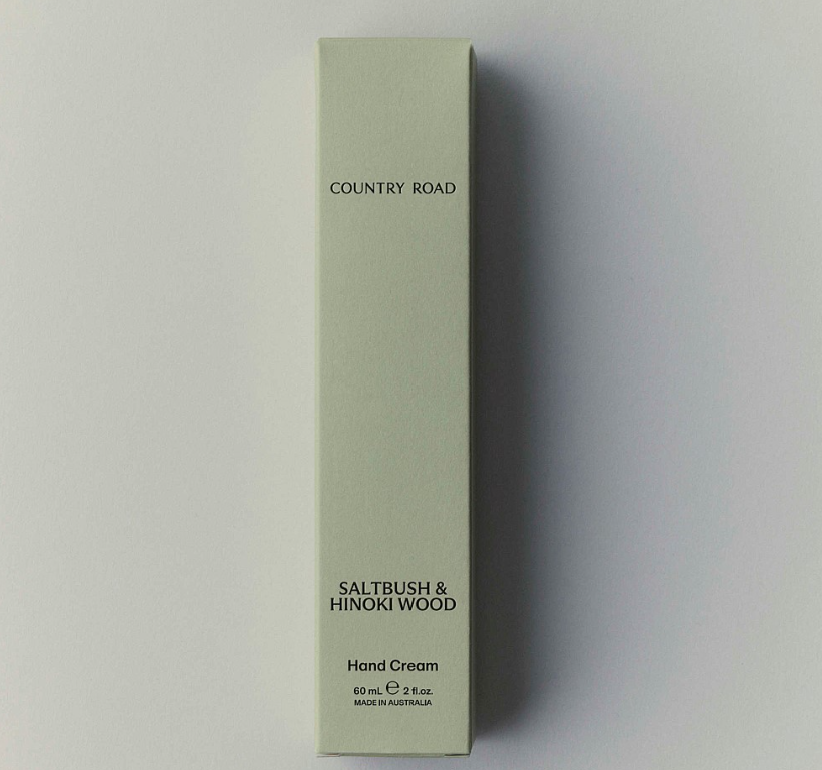 COUNTRY ROAD
SALTBUSH &
HINOKI WOOD
Hand Cream
60 mL ℮ 2 fl.oz.
MADE IN AUSTRALIA